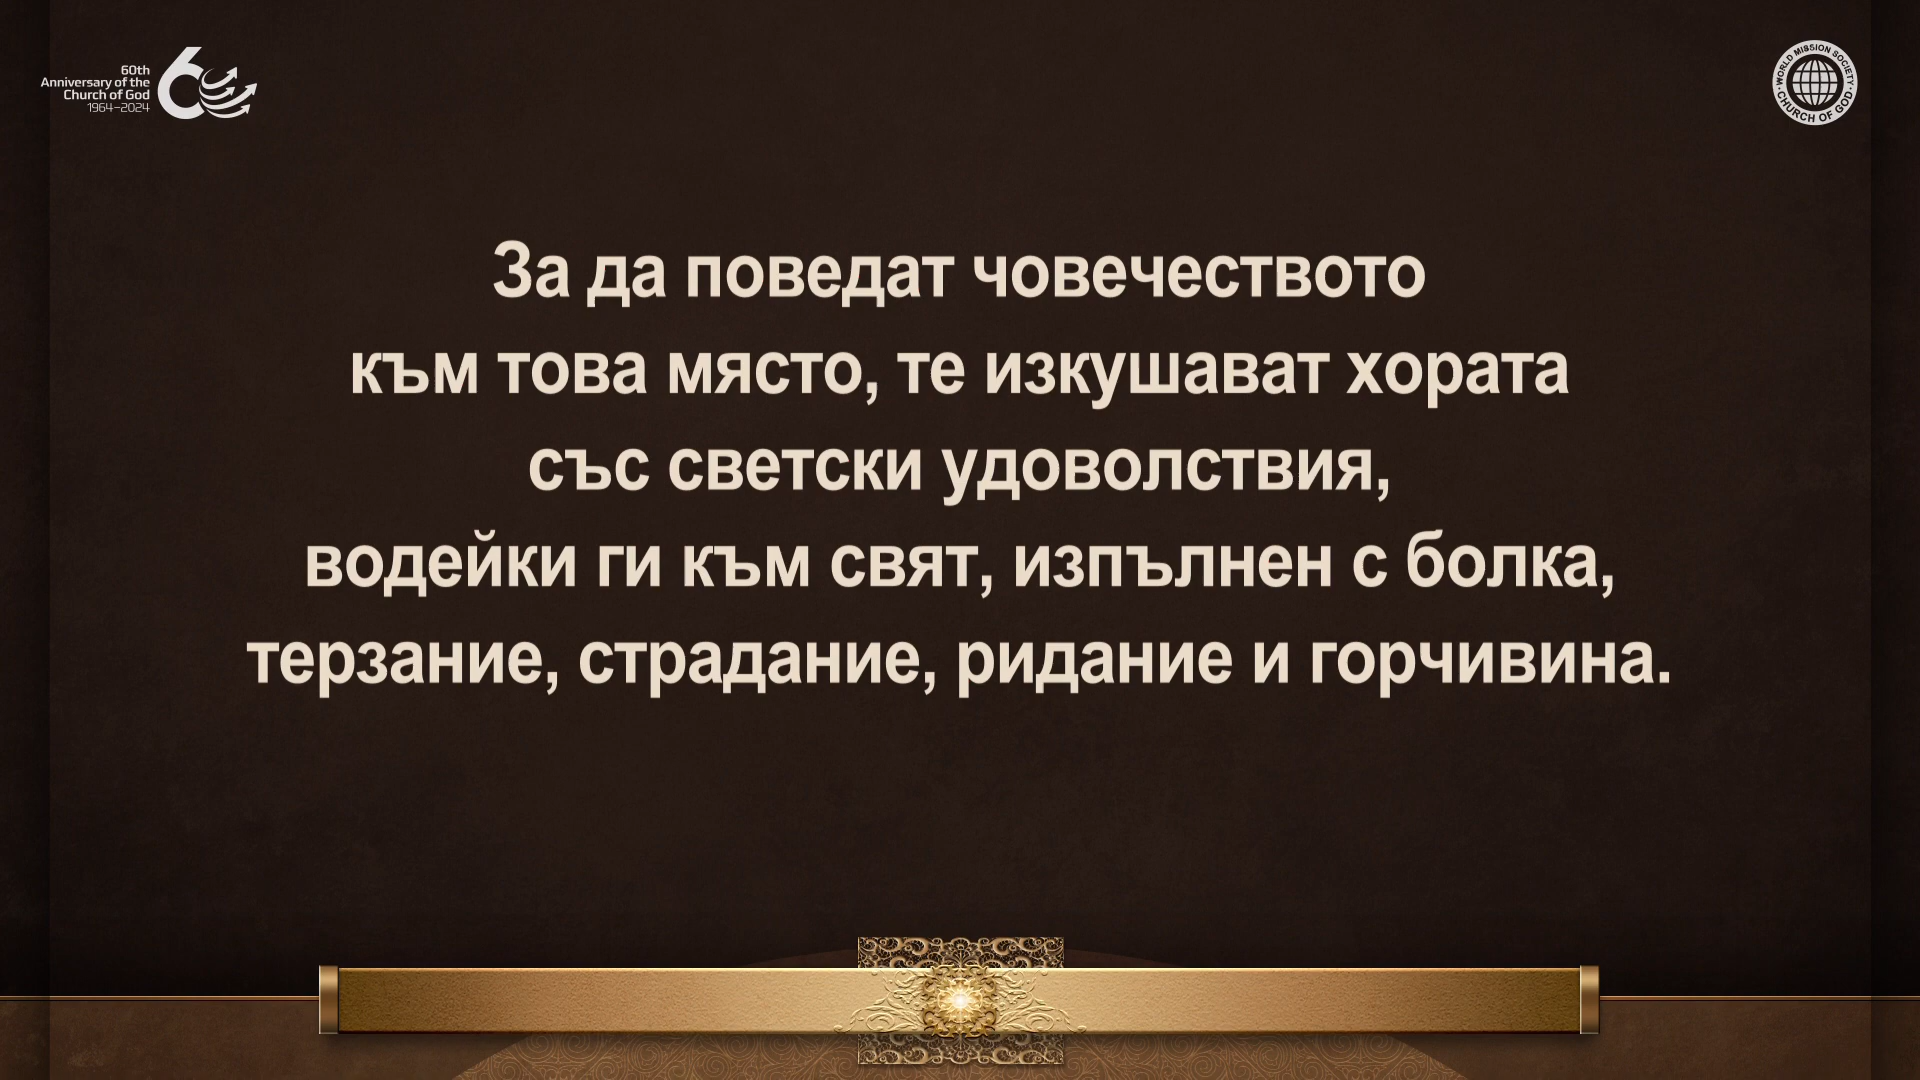 60th
Anniversary of the
Church of God
1964–2024
WORLD MISSION SOCIETY
CHURCH OF GOD
За да поведат човечеството
към това място, те изкушават хората
със светски удоволствия,
водейки ги към свят, изпълнен с болка,
терзание, страдание, ридание и горчивина.